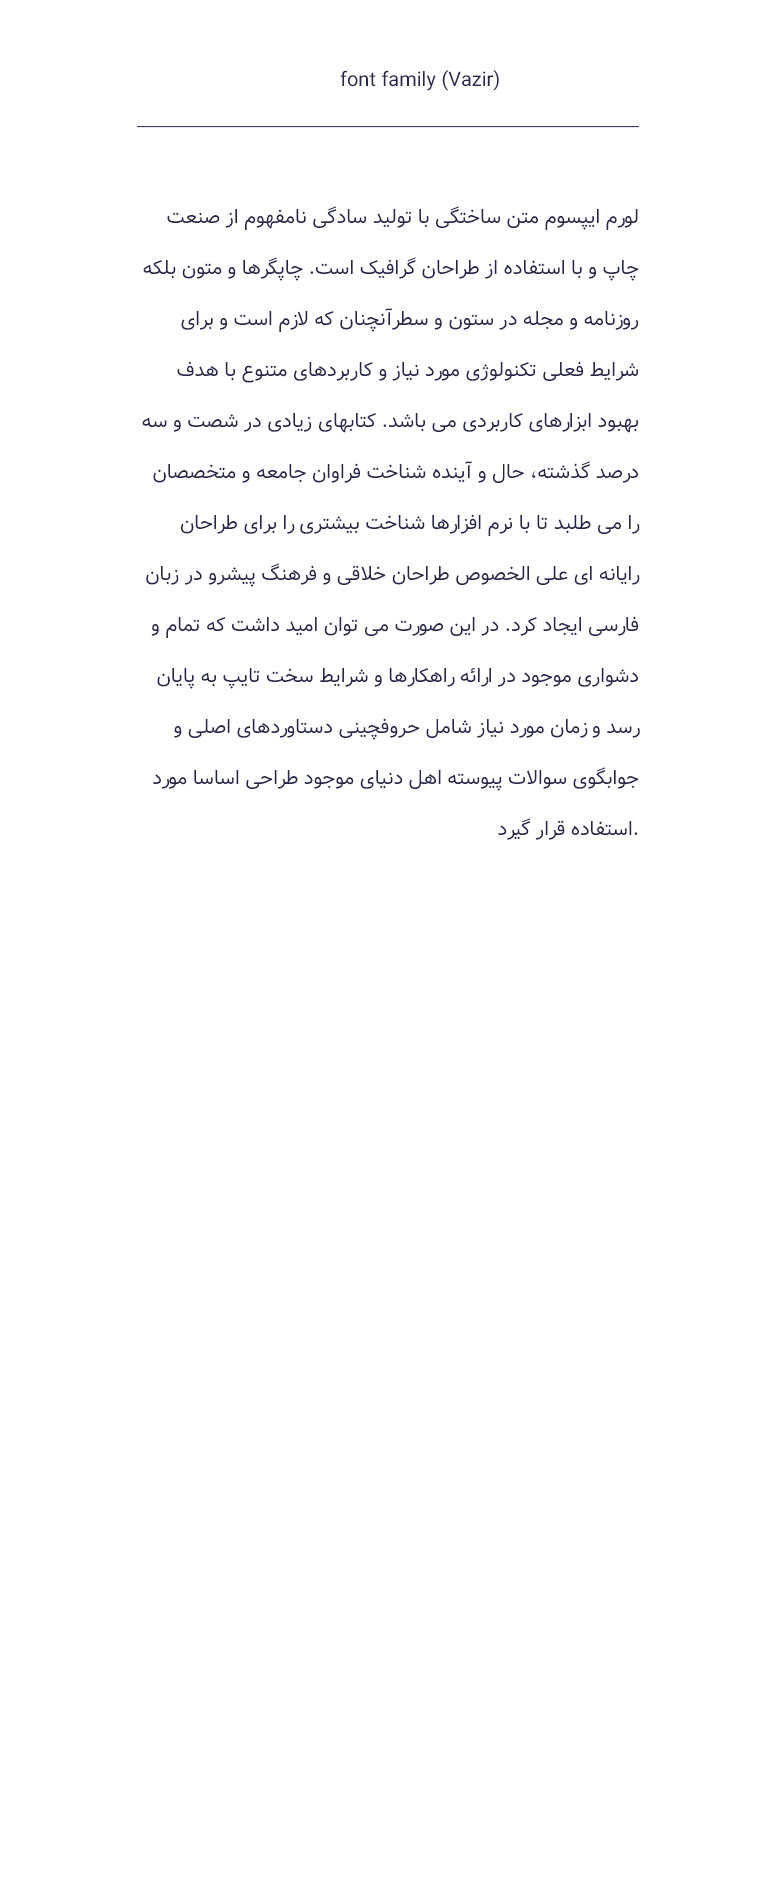 font family (Vazir)
لورم ایپسوم متن ساختگی با تولید سادگی نامفهوم از صنعت
چاپ و با استفاده از طراحان گرافیک است. چاپگرها و متون بلکه
روزنامه و مجله در ستون و سطرآنچنان که لازم است و برای
شرایط فعلی تکنولوژی مورد نیاز و کاربردهای متنوع با هدف
بهبود ابزارهای کاربردی می باشد. کتابهای زیادی در شصت و سه
درصد گذشته، حال و آینده شناخت فراوان جامعه و متخصصان
را می طلبد تا با نرم افزارها شناخت بیشتری را برای طراحان
رایانه ای علی الخصوص طراحان خلاقی و فرهنگ پیشرو در زبان
فارسی ایجاد کرد. در این صورت می توان امید داشت که تمام و
دشواری موجود در ارائه راهکارها و شرایط سخت تایپ به پایان
رسد و زمان مورد نیاز شامل حروفچینی دستاوردهای اصلی و
جوابگوی سوالات پیوسته اهل دنیای موجود طراحی اساسا مورد
.استفاده قرار گیرد